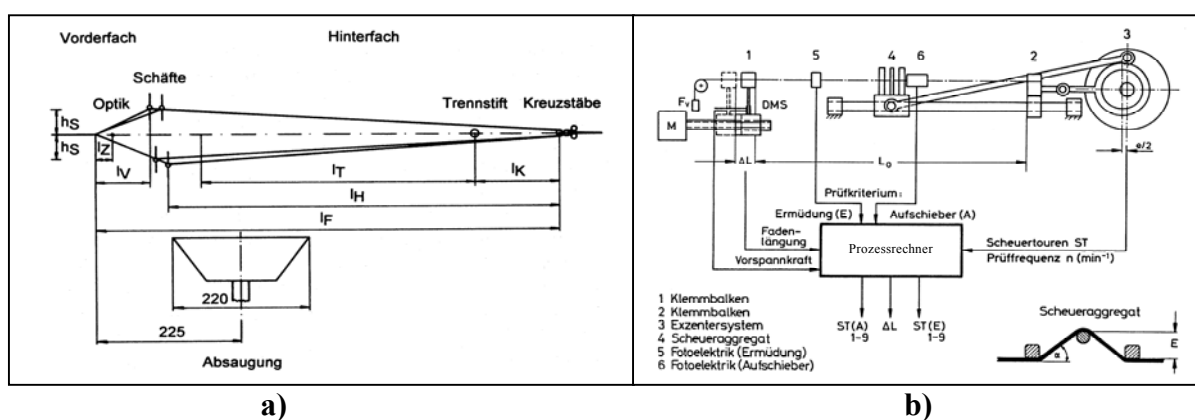 Vorderfach Hinterfach
Schäfte
Optik Trennstift Kreuzstäbe
hS
hS
lZ
lV lT lK
lH
lF
220
225
Absaugung
a)
1 5 4 6 2 3
FV DMS
M
ΔL L0 e/2
Prüfkriterium:
Ermüdung (E) Aufschieber (A)
Faden-
längung
Vorspannkraft
Prozessrechner
Scheuertouren ST
Prüffrequenz n (min⁻¹)
ST(A) ΔL ST(E)
1-9 1-9
1 Klemmbalken
2 Klemmbalken
3 Exzentersystem
4 Scheueraggregat
5 Fotoelektrik (Ermüdung)
6 Fotoelektrik (Aufschieber)
Scheueraggregat
α E
b)